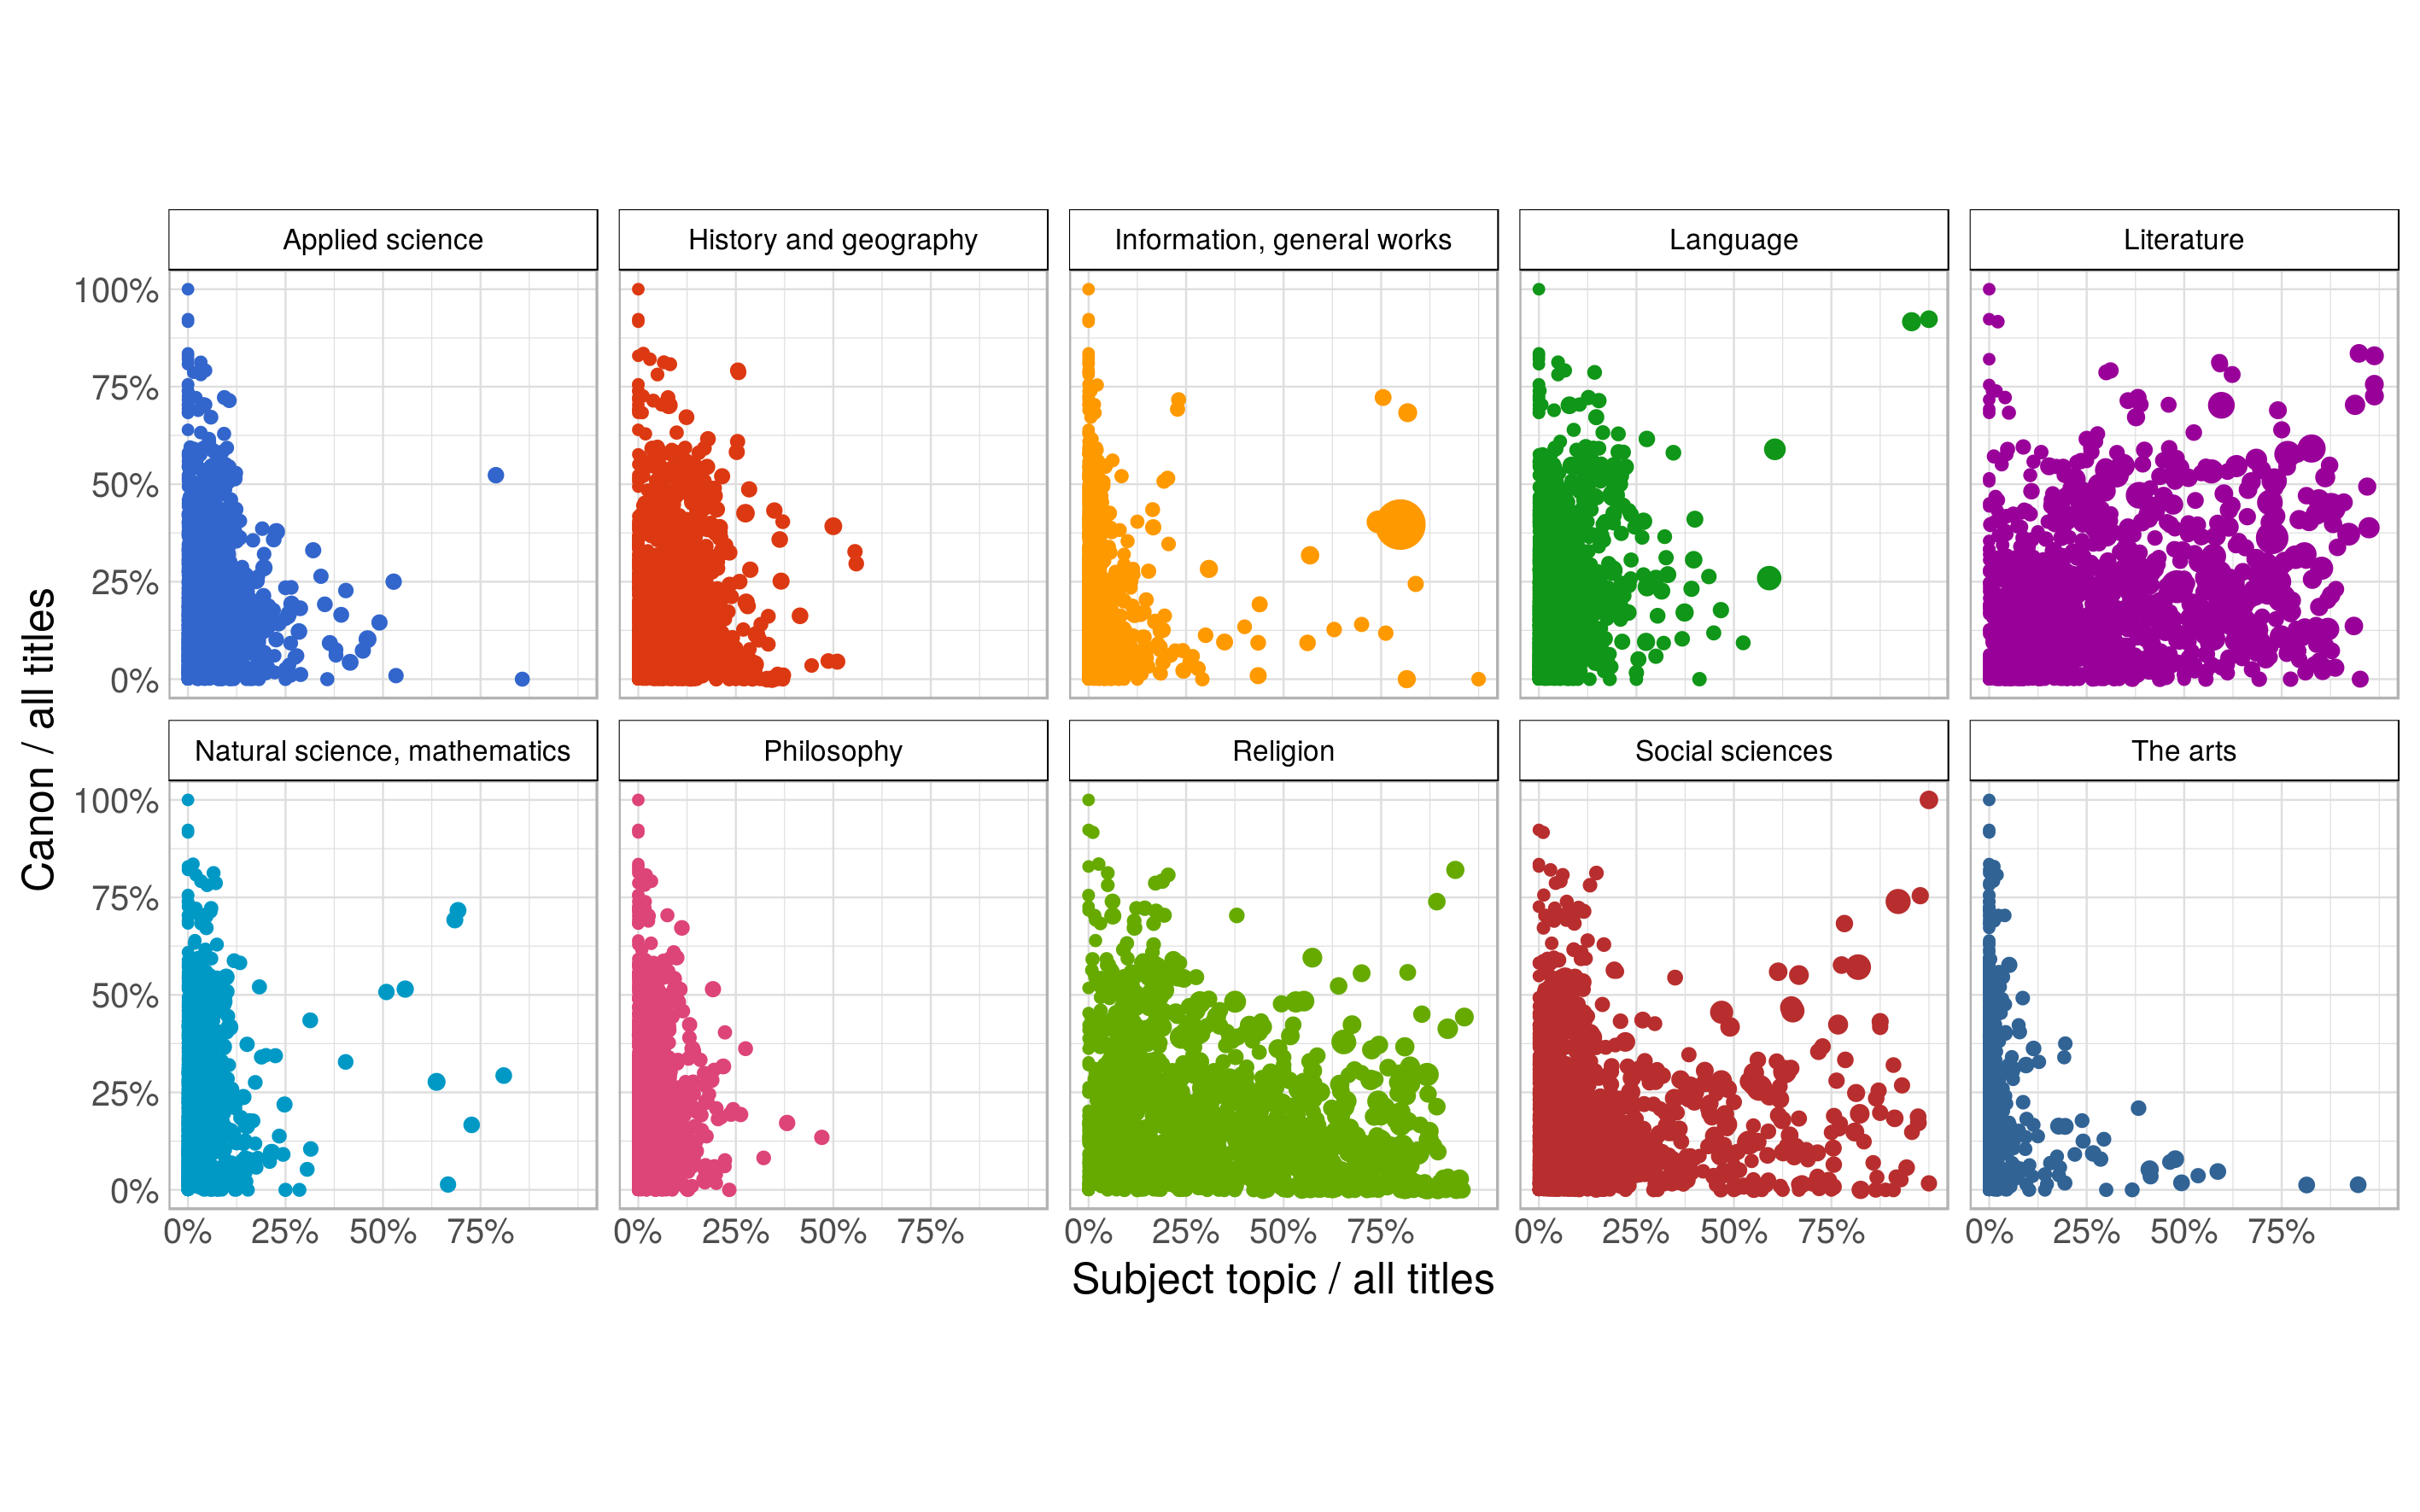 Applied science
History and geography
Information, general works
Language
Literature
100%
75%
50%
25%
0%
Canon / all titles
Natural science, mathematics
Philosophy
Religion
Social sciences
The arts
100%
75%
50%
25%
0%
0% 25% 50% 75%
0% 25% 50% 75%
0% 25% 50% 75%
0% 25% 50% 75%
0% 25% 50% 75%
Subject topic / all titles